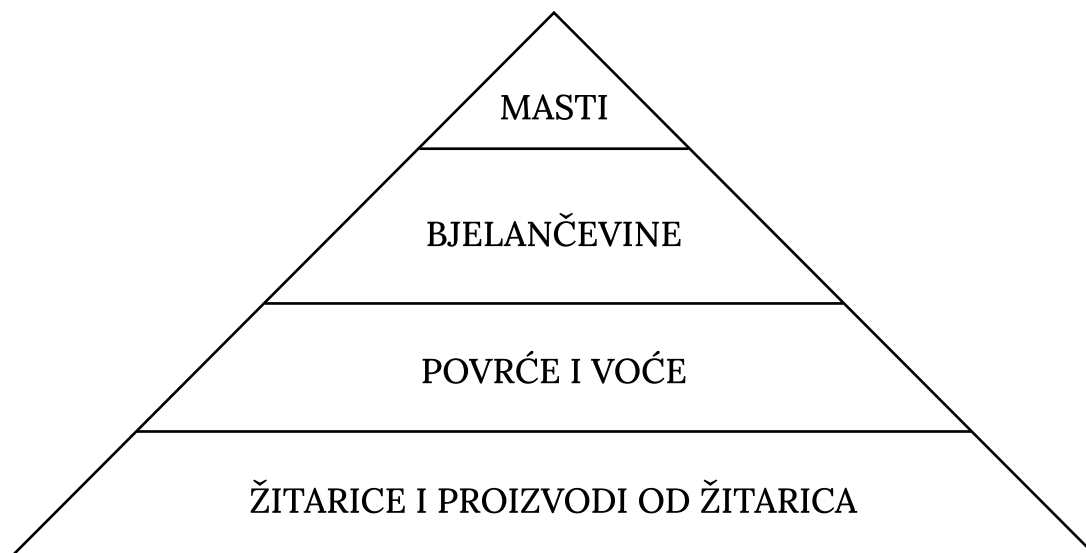 MASTI
BJELANČEVINE
POVRĆE I VOĆE
ŽITARICE I PROIZVODI OD ŽITARICA